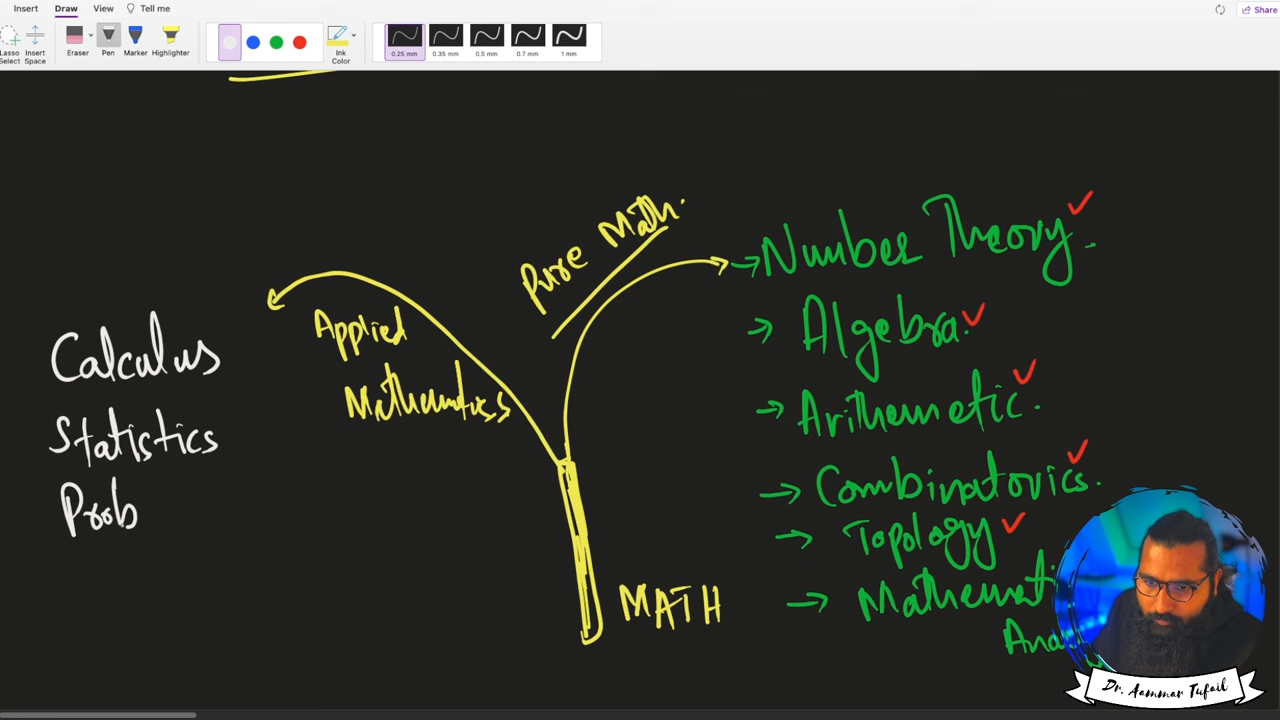 Insert Draw View Tell me
Share
Lasso Select
Insert Space
Eraser
Pen
Marker
Highlighter
Ink Color
0.25 mm
0.35 mm
0.5 mm
0.7 mm
1 mm
Pure Math.
Applied
Mathematics
MATH
Calculus
Statistics
Prob
→ Number Theory.
→ Algebra.
→ Arithemetic.
→ Combinatorics.
→ Topology
→ Mathemati
Ana
Dr. Aammar Tufail